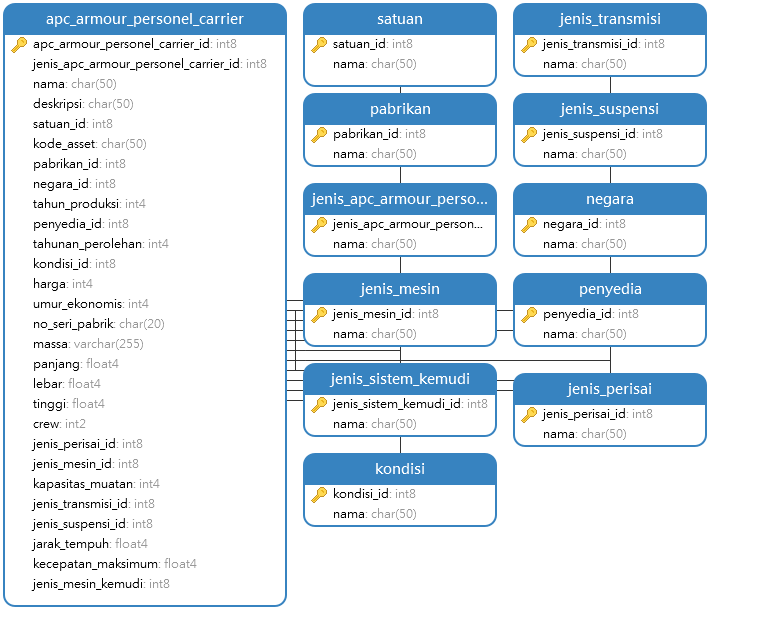 apc_armour_personel_carrier
apc_armour_personel_carrier_id: int8
jenis_apc_armour_personel_carrier_id: int8
nama: char(50)
deskripsi: char(50)
satuan_id: int8
kode_asset: char(50)
pabrikan_id: int8
negara_id: int8
tahun_produksi: int4
penyedia_id: int8
tahunan_perolehan: int4
kondisi_id: int8
harga: int4
umur_ekonomis: int4
no_seri_pabrik: char(20)
massa: varchar(255)
panjang: float4
lebar: float4
tinggi: float4
crew: int2
jenis_perisai_id: int8
jenis_mesin_id: int8
kapasitas_muatan: int4
jenis_transmisi_id: int8
jenis_suspensi_id: int8
jarak_tempuh: float4
kecepatan_maksimum: float4
jenis_mesin_kemudi: int8
satuan
satuan_id: int8
nama: char(50)
pabrikan
pabrikan_id: int8
nama: char(50)
jenis_apc_armour_perso...
jenis_apc_armour_person...
nama: char(50)
jenis_mesin
jenis_mesin_id: int8
nama: char(50)
jenis_sistem_kemudi
jenis_sistem_kemudi_id: int8
nama: char(50)
kondisi
kondisi_id: int8
nama: char(50)
jenis_transmisi
jenis_transmisi_id: int8
nama: char(50)
jenis_suspensi
jenis_suspensi_id: int8
nama: char(50)
negara
negara_id: int8
nama: char(50)
penyedia
penyedia_id: int8
nama: char(50)
jenis_perisai
jenis_perisai_id: int8
nama: char(50)